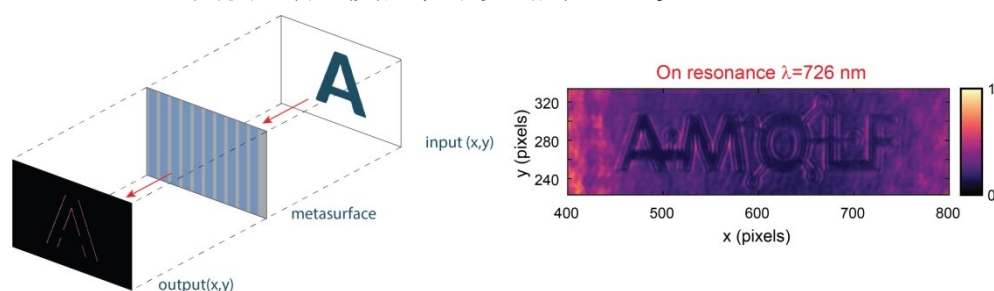 A
input (x,y)
metasurface
A
output(x,y)
On resonance λ=726 nm
y (pixels)
320
280
240
A·MOLF
400
500
600
700
800
x (pixels)
1
0